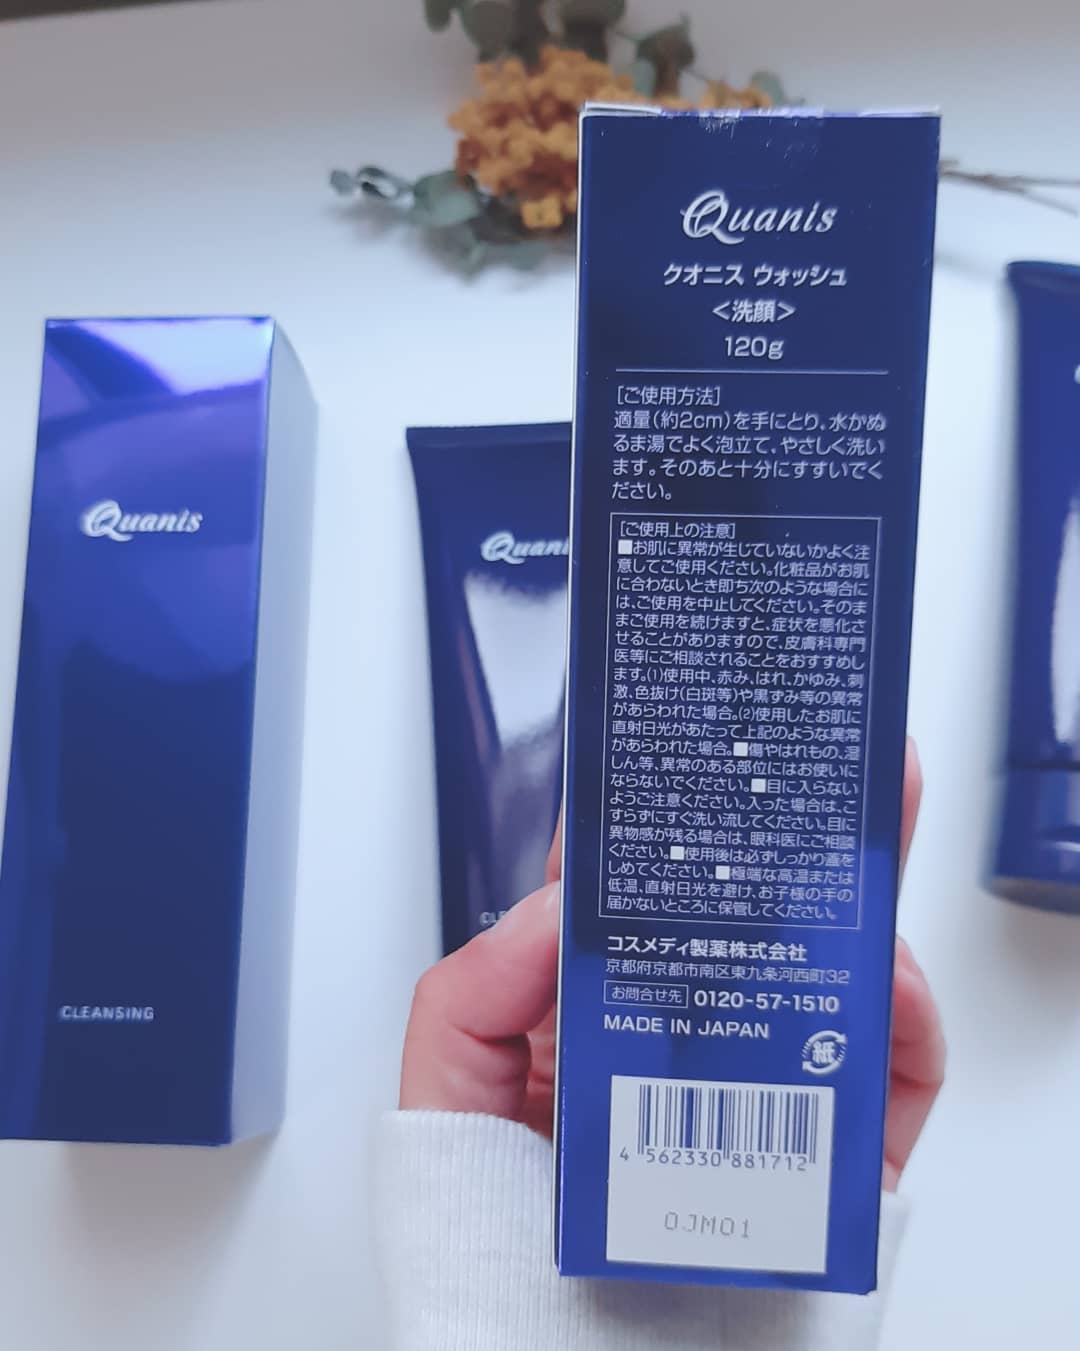 Quanis
クオニス ウォッシュ
<洗顔>
120g
[ご使用方法]
適量(約2cm)を手にとり、水かぬ
るま湯でよく泡立て、やさしく洗い
ます。そのあと十分にすすいでく
ださい。
[ご使用上の注意]
■お肌に異常が生じていないかよく注
意してご使用ください。化粧品がお肌
に合わないとき即ち次のような場合に
は、ご使用を中止してください。そのま
まご使用を続けますと、症状を悪化さ
せることがありますので、皮膚科専門
医等にご相談されることをおすすめし
ます。(1)使用中、赤み、はれ、かゆみ、刺
激、色抜け(白斑等)や黒ずみ等の異常
があらわれた場合。(2)使用したお肌に
直射日光があたって上記のような異常
があらわれた場合。■傷やはれもの、湿
しん等、異常のある部位にはお使いに
ならないでください。■目に入らない
ようご注意ください。入った場合は、こ
すらずにすぐ洗い流してください。目に
異物感が残る場合は、眼科医にご相談
ください。■使用後は必ずしっかり蓋を
しめてください。■極端な高温または
低温、直射日光を避け、お子様の手の
届かないところに保管してください。
コスメディ製薬株式会社
京都府京都市南区東九条河西町32
お問合せ先 0120-57-1510
MADE IN JAPAN
紙
4 562330 881712
0JM01
Quanis
CLEANSING
Quani
CLE